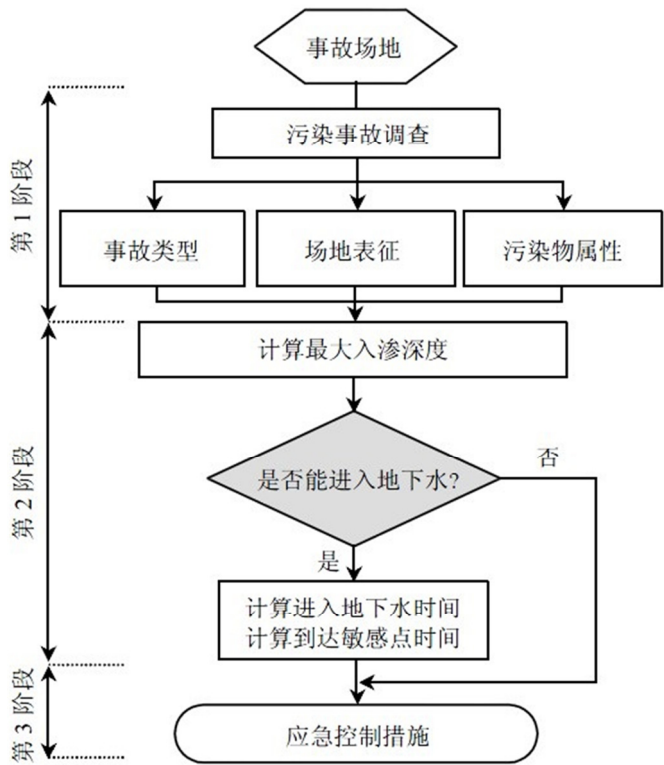 事故场地
第1阶段
污染事故调查
事故类型
场地表征
污染物属性
第2阶段
计算最大入渗深度
是否能进入地下水?
否
是
计算进入地下水时间
计算到达敏感点时间
第3阶段
应急控制措施